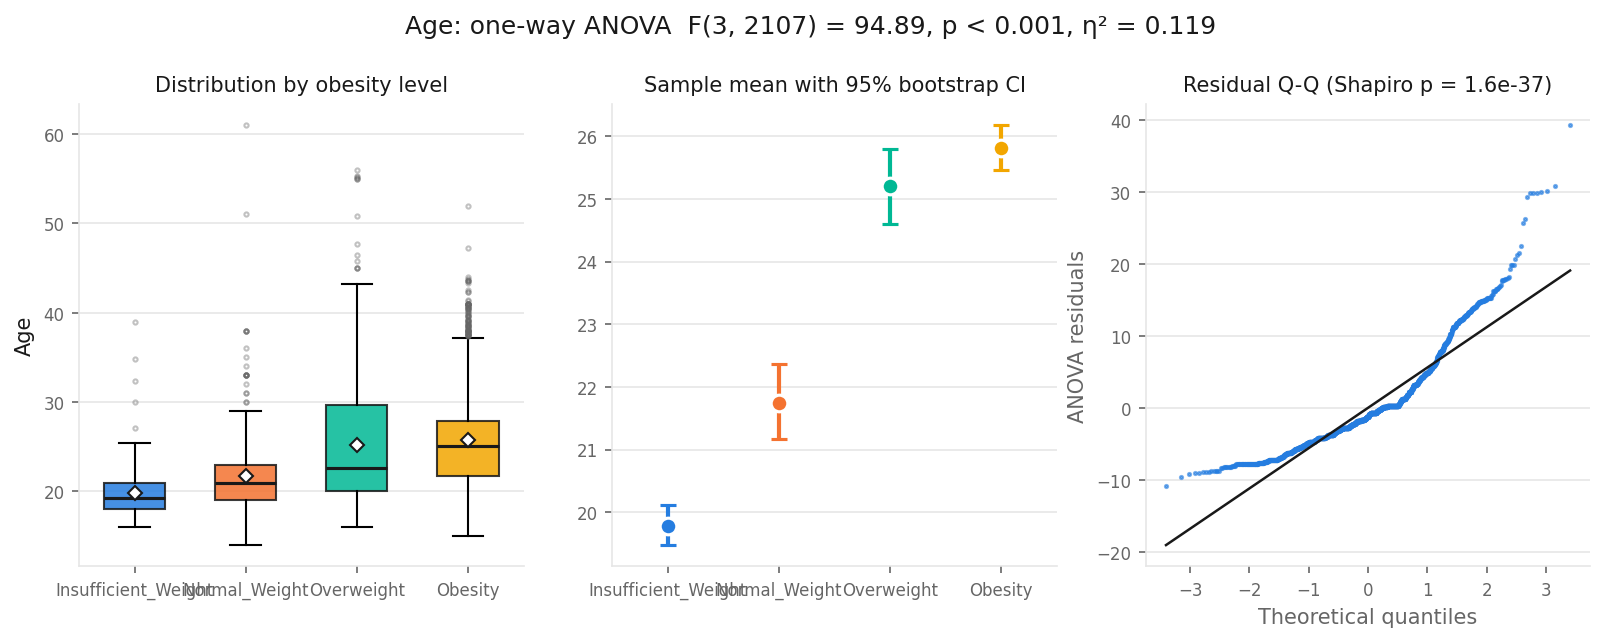 Age: one-way ANOVA  F(3, 2107) = 94.89, p < 0.001, η² = 0.119
Distribution by obesity level
Age
60
50
40
30
20
Insufficient_Weight
Normal_Weight
Overweight
Obesity
Sample mean with 95% bootstrap CI
26
25
24
23
22
21
20
Insufficient_Weight
Normal_Weight
Overweight
Obesity
Residual Q-Q (Shapiro p = 1.6e-37)
ANOVA residuals
40
30
20
10
0
−10
−20
−3
−2
−1
0
1
2
3
Theoretical quantiles